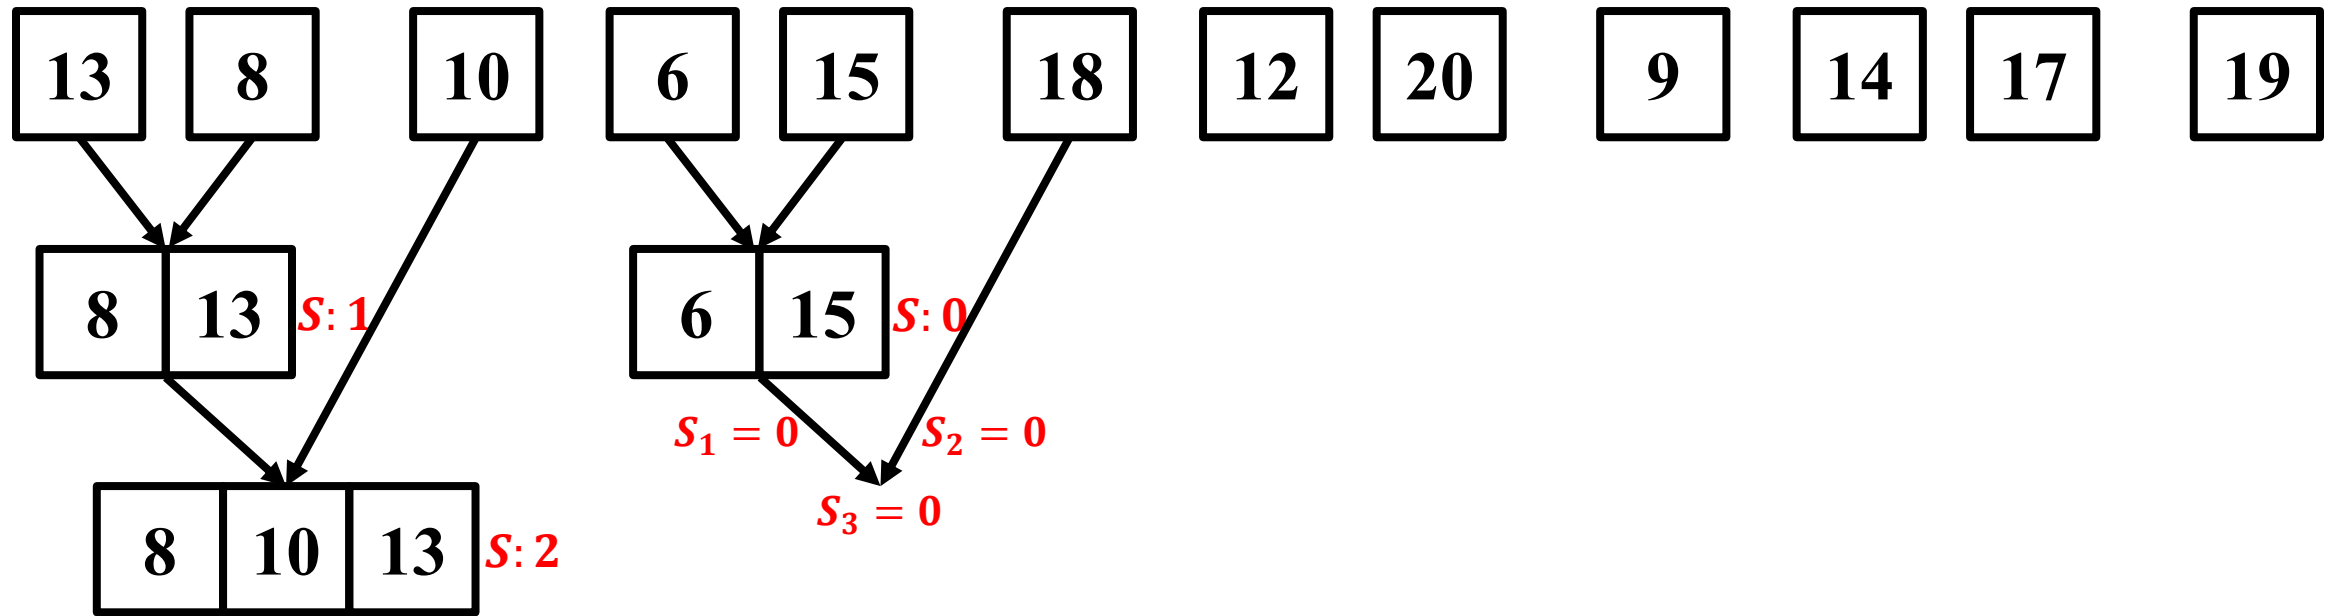 13 8 10 6 15 18 12 20 9 14 17 19
8 13 S: 1 6 15 S: 0
S₁ = 0 S₂ = 0
S₃ = 0
8 10 13 S: 2